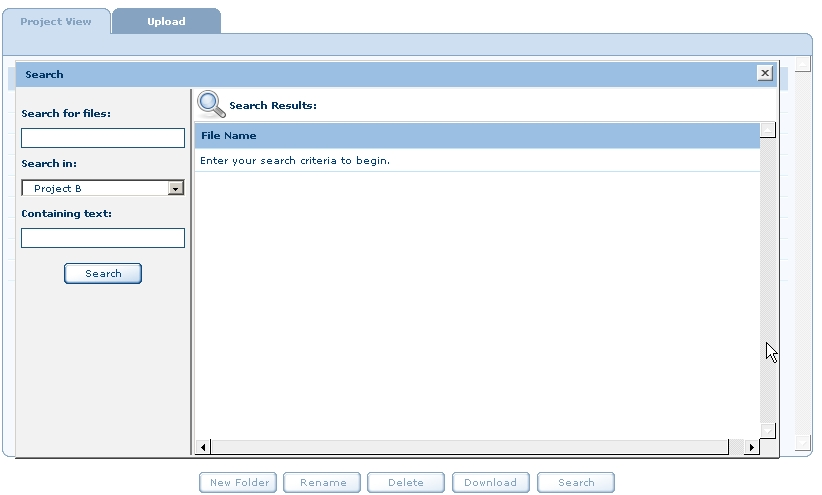 Project View
Upload
Search
Search for files:
Search in:
Project B
Containing text:
Search
Search Results:
File Name
Enter your search criteria to begin.
New Folder
Rename
Delete
Download
Search